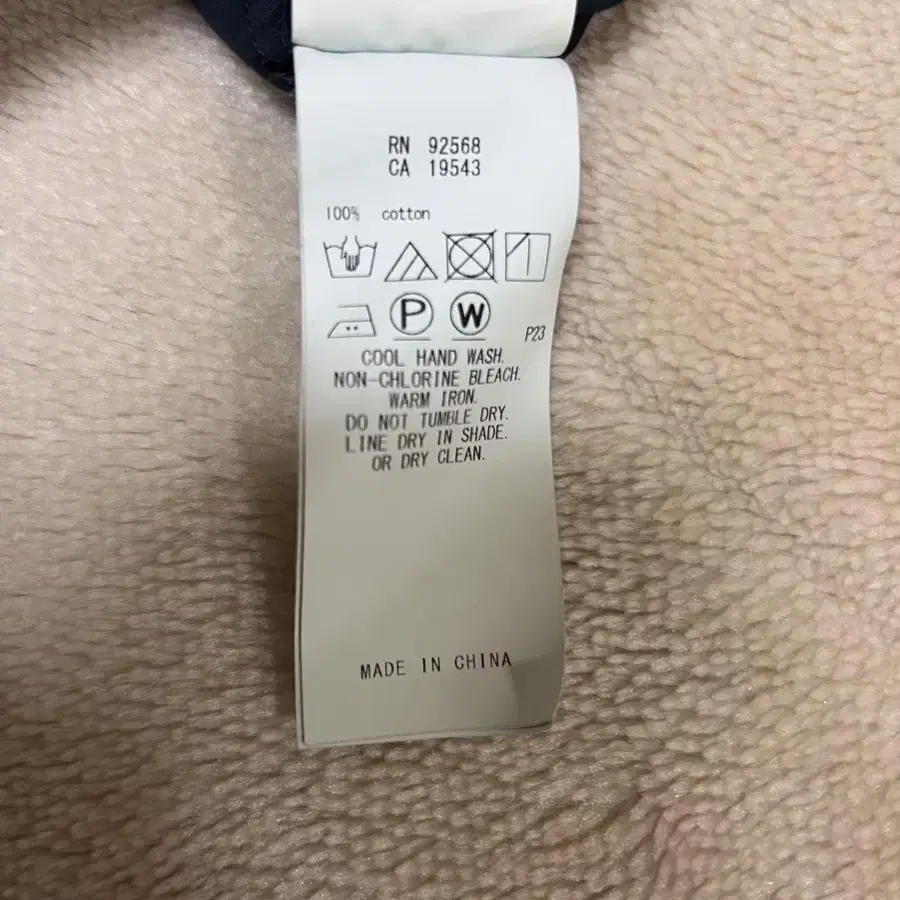 RN 92568
CA 19543
100% cotton
P W
P23
COOL HAND WASH.
NON-CHLORINE BLEACH.
WARM IRON.
DO NOT TUMBLE DRY.
LINE DRY IN SHADE.
OR DRY CLEAN.
MADE IN CHINA